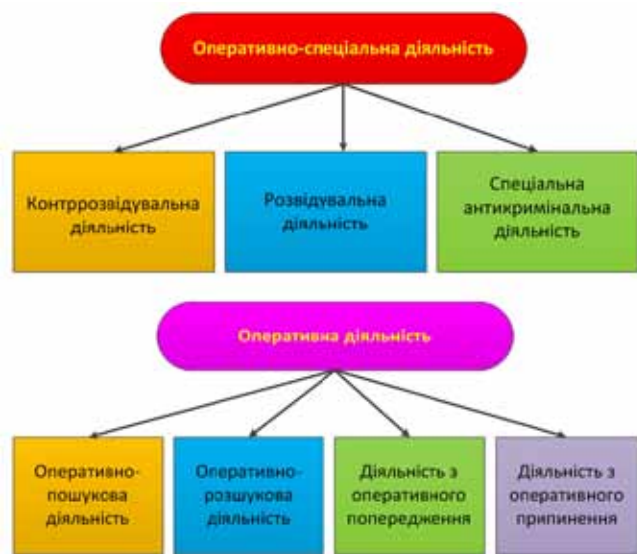 Оперативно-спеціальна діяльність
Контррозвідувальна
діяльність
Розвідувальна
діяльність
Спеціальна
антикримінальна
діяльність
Оперативна діяльність
Оперативно-
пошукова
діяльність
Оперативно-
розшукова
діяльність
Діяльність з
оперативного
попередження
Діяльність з
оперативного
припинення